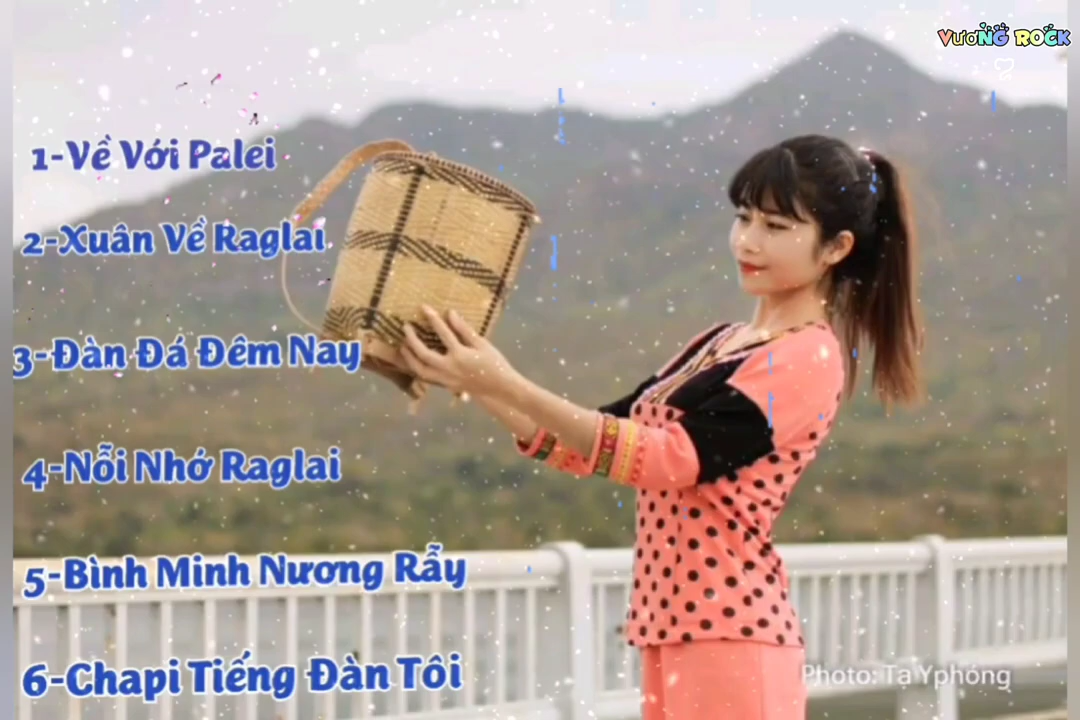 VƯƠNG ROCK
1-Về Với Palei
2-Xuân Về Raglai
3-Đàn Đá Đêm Nay
4-Nỗi Nhớ Raglai
5-Bình Minh Nương Rẫy
6-Chapi Tiếng Đàn Tôi
Photo: Ta Yphóng